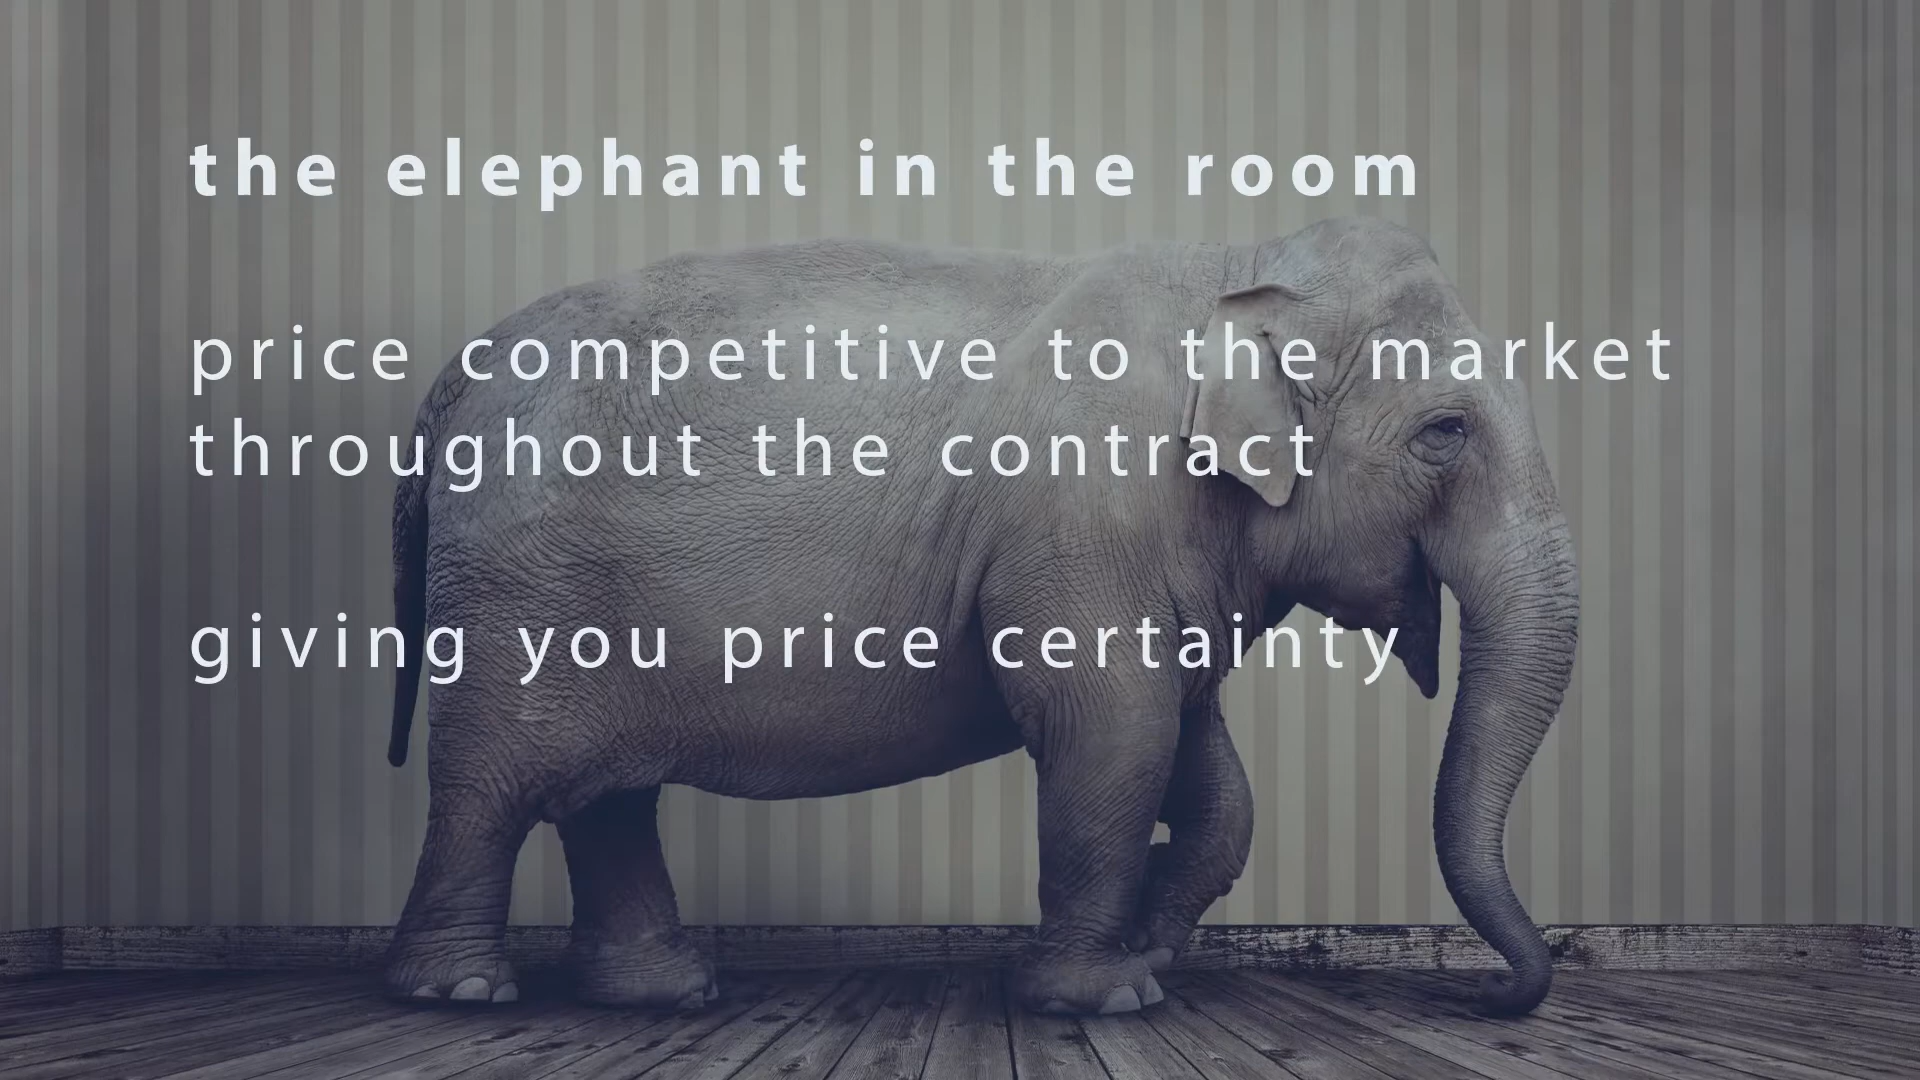 the elephant in the room
price competitive to the market
throughout the contract
giving you price certainty